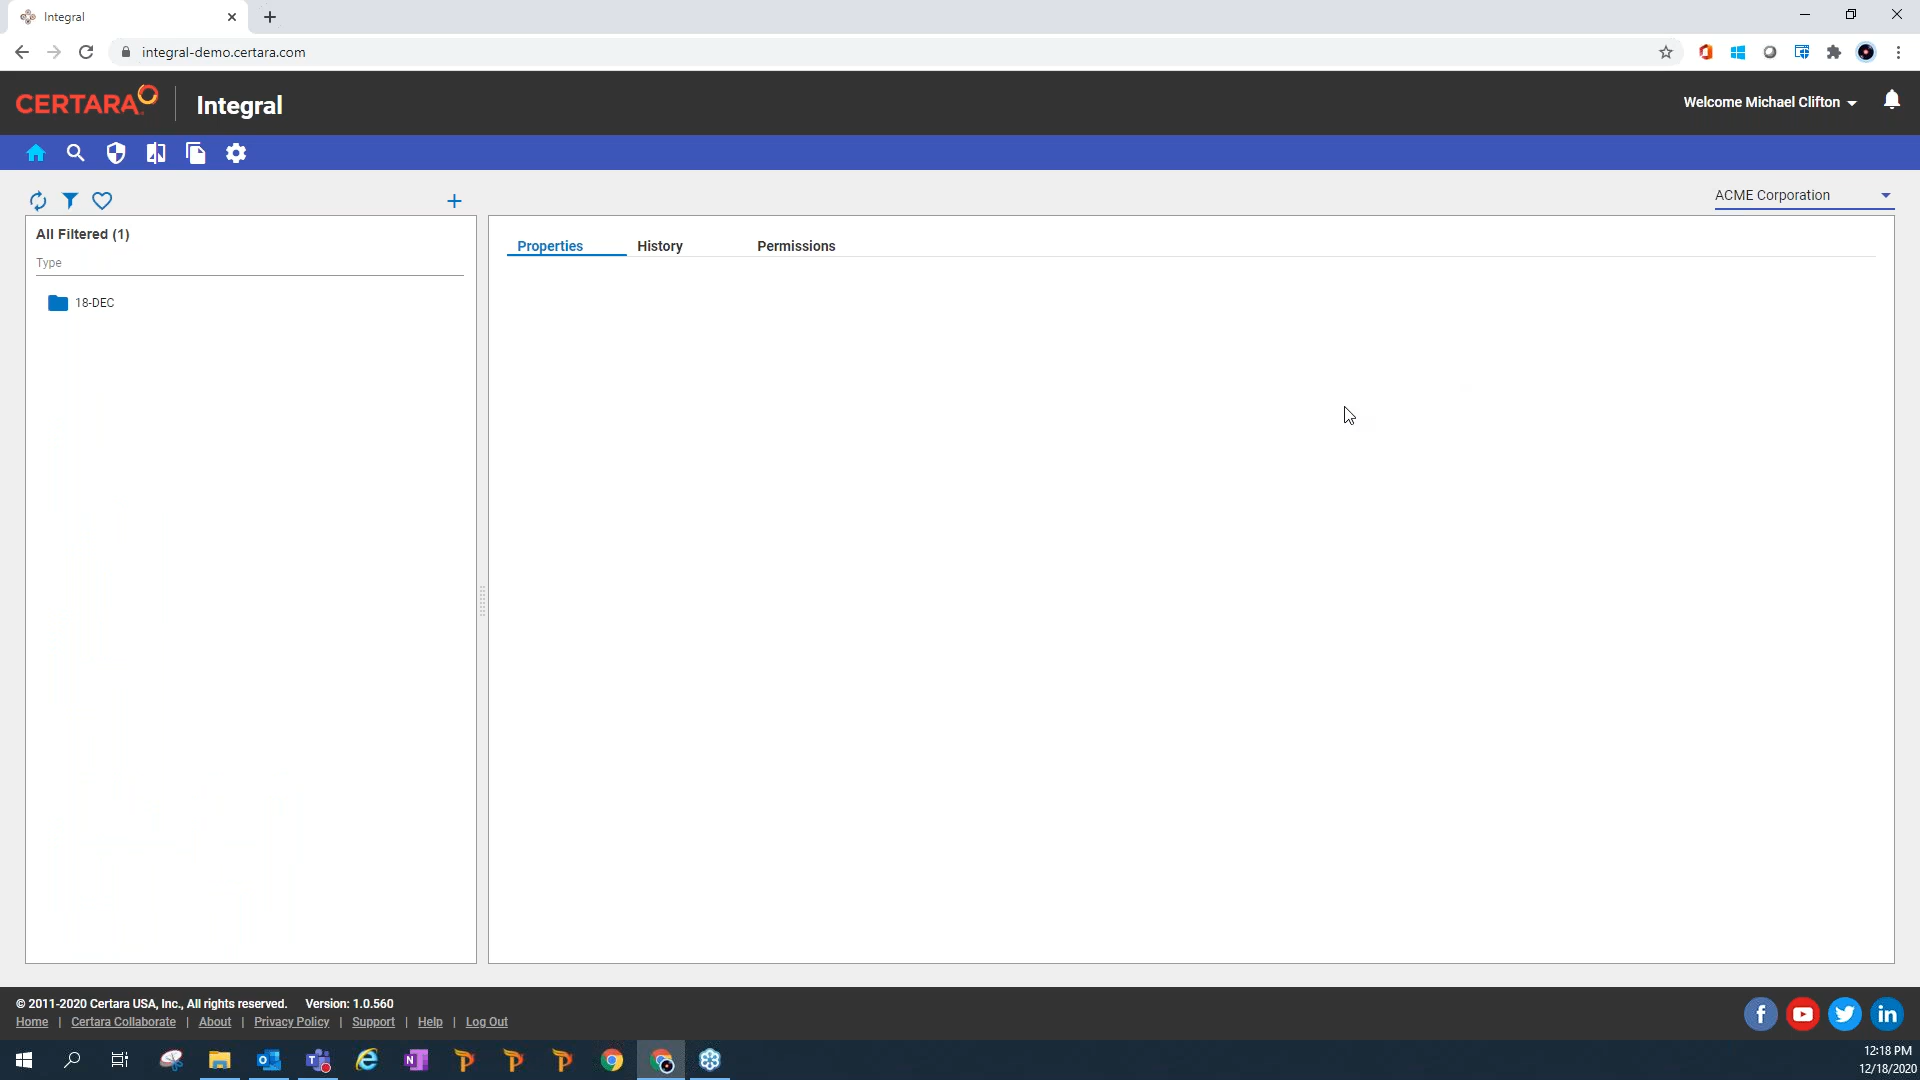 Integral
integral-demo.certara.com
CERTARA
Integral
Welcome Michael Clifton
ACME Corporation
All Filtered (1)
Type
18-DEC
Properties History Permissions
© 2011-2020 Certara USA, Inc., All rights reserved. Version: 1.0.560
Home | Certara Collaborate | About | Privacy Policy | Support | Help | Log Out
12:18 PM
12/18/2020